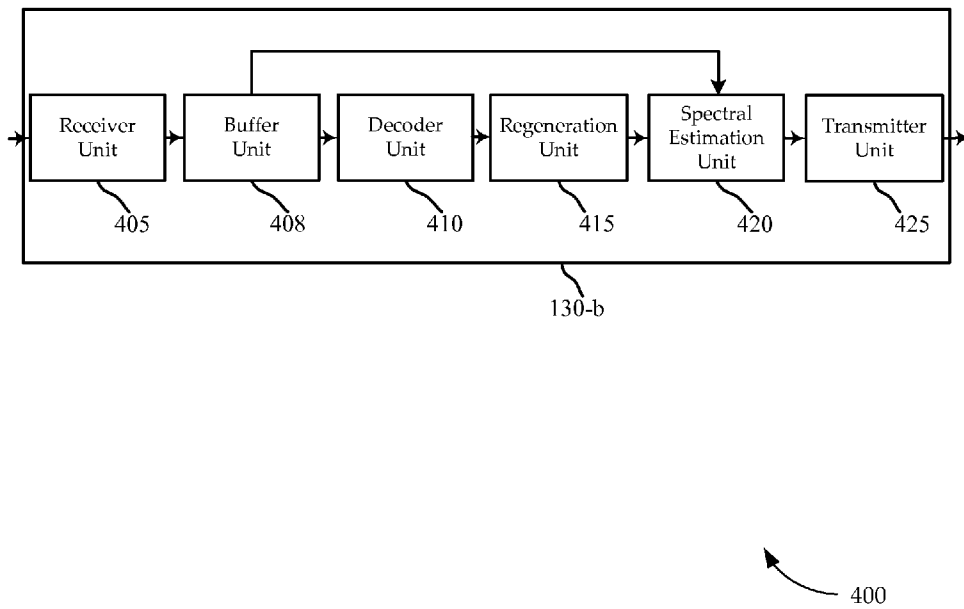 Receiver
Unit
Buffer
Unit
Decoder
Unit
Regeneration
Unit
Spectral
Estimation
Unit
Transmitter
Unit
405
408
410
415
420
425
130-b
400